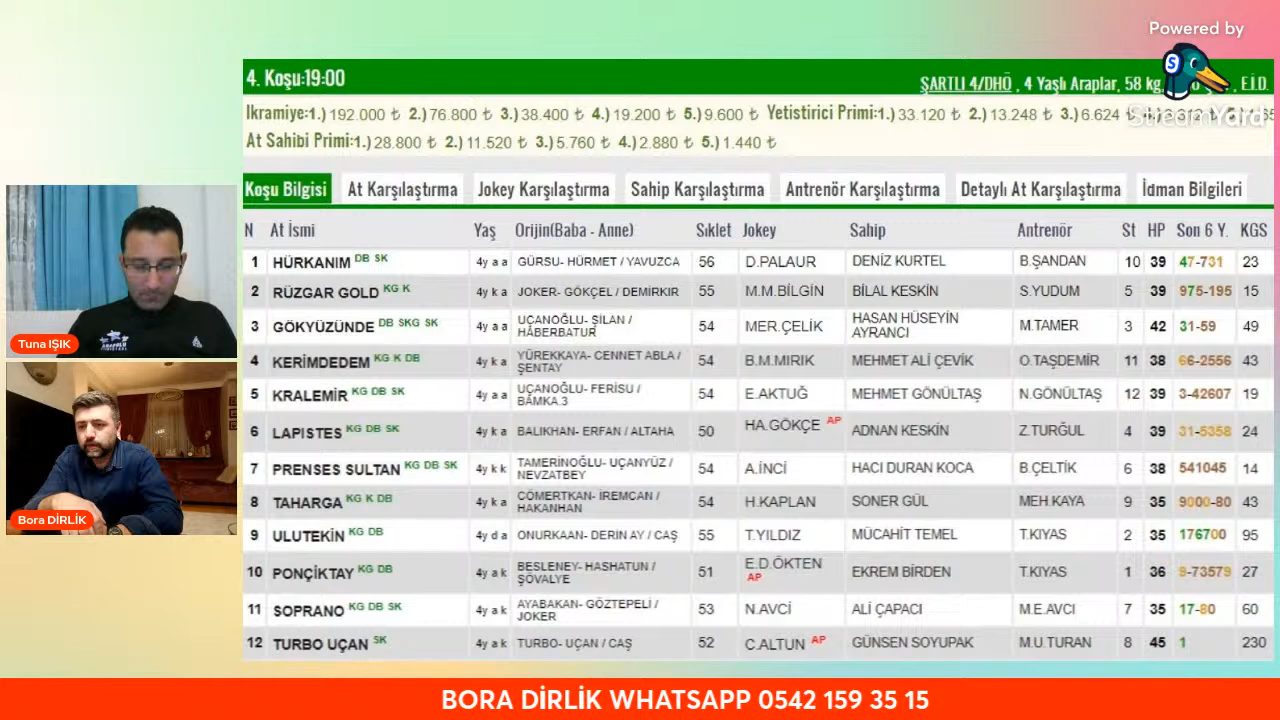 Powered by
StreamYard
4. Koşu:19:00
ŞARTLI 4/DHÖ , 4 Yaşlı Araplar, 58 kg, , E.İ.D.
Ikramiye:1.) 192.000 ₺ 2.) 76.800 ₺ 3.) 38.400 ₺ 4.) 19.200 ₺ 5.) 9.600 ₺ Yetistirici Primi:1.) 33.120 ₺ 2.) 13.248 ₺ 3.) 6.624 ₺
At Sahibi Primi:1.) 28.800 ₺ 2.) 11.520 ₺ 3.) 5.760 ₺ 4.) 2.880 ₺ 5.) 1.440 ₺
Koşu Bilgisi At Karşılaştırma Jokey Karşılaştırma Sahip Karşılaştırma Antrenör Karşılaştırma Detaylı At Karşılaştırma İdman Bilgileri
N At İsmi Yaş Orijin(Baba - Anne) Sıklet Jokey Sahip Antrenör St HP Son 6 Y. KGS
1 HÜRKANIM DB SK 4y a a GÜRSU- HÜRMET / YAVUZCA 56 D.PALAUR DENİZ KURTEL B.ŞANDAN 10 39 47-731 23
2 RÜZGAR GOLD KG K 4y k a JOKER- GÖKÇEL / DEMİRKIR 55 M.M.BİLGİN BİLAL KESKİN S.YUDUM 5 39 975-195 15
3 GÖKYÜZÜNDE DB SKG SK 4y a a UÇANOĞLU- ŞİLAN / HABERBATUR 54 MER.ÇELİK HASAN HÜSEYİN AYRANCI M.TAMER 3 42 31-59 49
4 KERİMDEDEM KG K DB 4y k a YÜREKKAYA- CENNET ABLA / ŞENTAY 54 B.M.MIRIK MEHMET ALİ ÇEVİK O.TAŞDEMİR 11 38 66-2556 43
5 KRALEMİR KG DB SK 4y a a UÇANOĞLU- FERİSU / BAMKA.3 54 E.AKTUĞ MEHMET GÖNÜLTAŞ N.GÖNÜLTAŞ 12 39 3-42607 19
6 LAPISTES KG DB SK 4y k a BALIKHAN- ERFAN / ALTAHA 50 HA.GÖKÇE AP ADNAN KESKİN Z.TURĞUL 4 39 31-5358 24
7 PRENSES SULTAN KG DB SK 4y k k TAMERİNOĞLU- UÇANYÜZ / NEVZATBEY 54 A.İNCİ HACI DURAN KOCA B.ÇELTİK 6 38 541045 14
8 TAHARGA KG K DB 4y k a CÖMERTKAN- İREMCAN / HAKANHAN 54 H.KAPLAN SONER GÜL MEH.KAYA 9 35 9000-80 43
9 ULUTEKİN KG DB 4y d a ONURKAAN- DERİN AY / CAŞ 55 T.YILDIZ MÜCAHİT TEMEL T.KIYAS 2 35 176700 95
10 PONÇİKTAY KG DB 4y a k BESLENEY- HASHATUN / ŞÖVALYE 51 E.D.ÖKTEN AP EKREM BİRDEN T.KIYAS 1 36 9-73579 27
11 SOPRANO KG DB SK 4y a k AYABAKAN- GÖZTEPELİ / JOKER 53 N.AVCİ ALİ ÇAPACI M.E.AVCI 7 35 17-80 60
12 TURBO UÇAN SK 4y a k TURBO- UÇAN / CAŞ 52 C.ALTUN AP GÜNSEN SOYUPAK M.U.TURAN 8 45 1 230
Tuna IŞIK
Bora DİRLİK
BORA DİRLİK WHATSAPP 0542 159 35 15